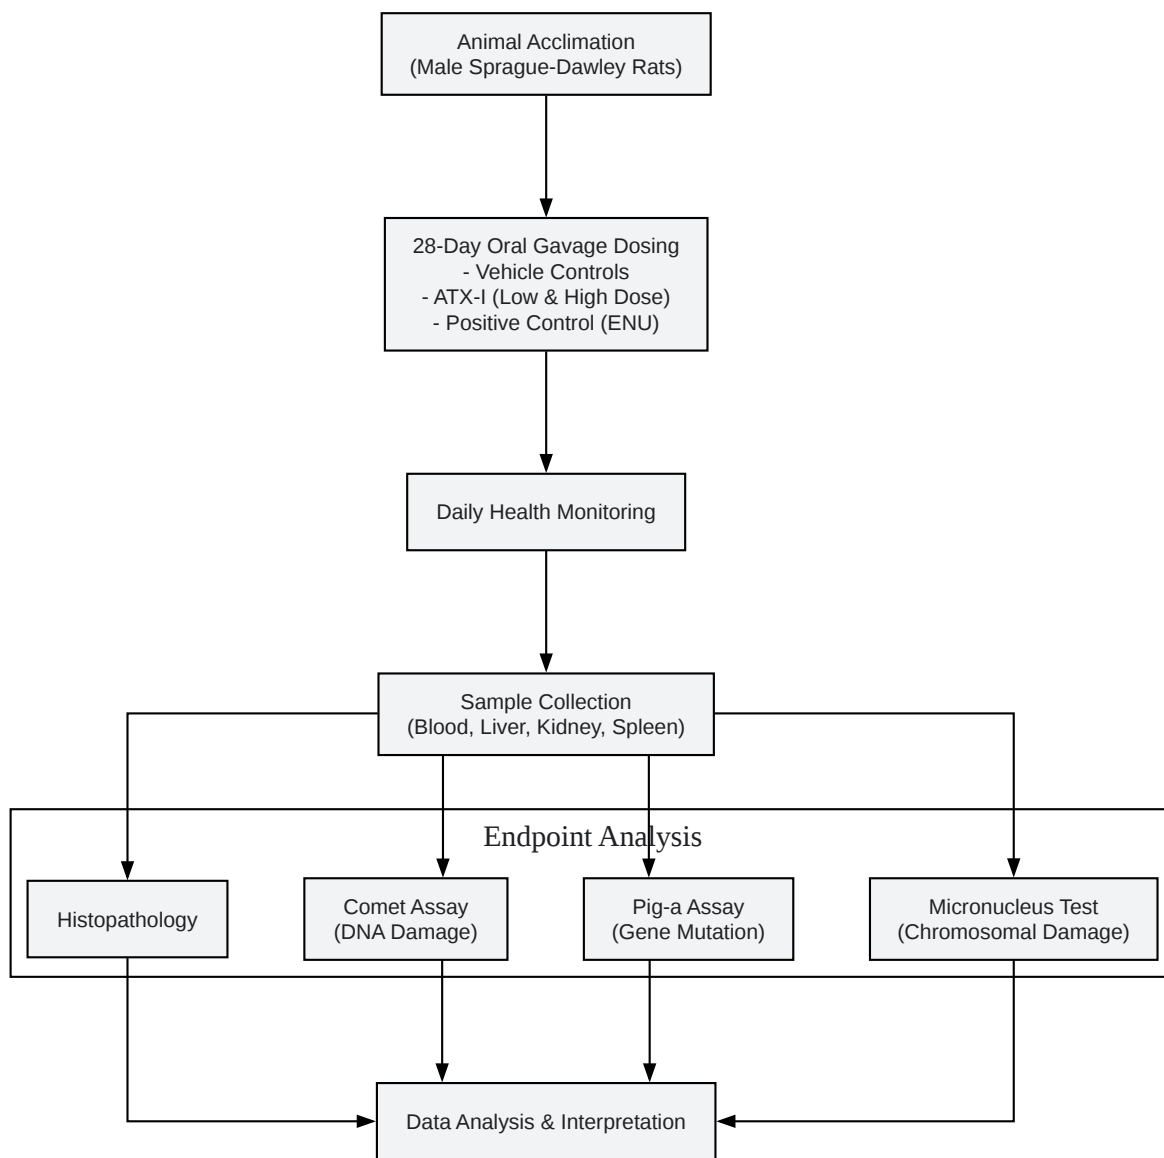 Animal Acclimation
(Male Sprague-Dawley Rats)
28-Day Oral Gavage Dosing
- Vehicle Controls
- ATX-I (Low & High Dose)
- Positive Control (ENU)
Daily Health Monitoring
Sample Collection
(Blood, Liver, Kidney, Spleen)
Endpoint Analysis
Histopathology
Comet Assay
(DNA Damage)
Pig-a Assay
(Gene Mutation)
Micronucleus Test
(Chromosomal Damage)
Data Analysis & Interpretation